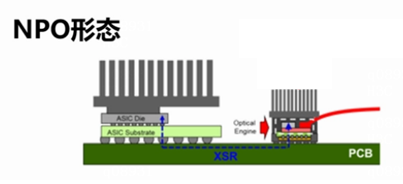 NPO形态
ASIC Die
ASIC Substrate
Optical
Engine
XSR
PCB